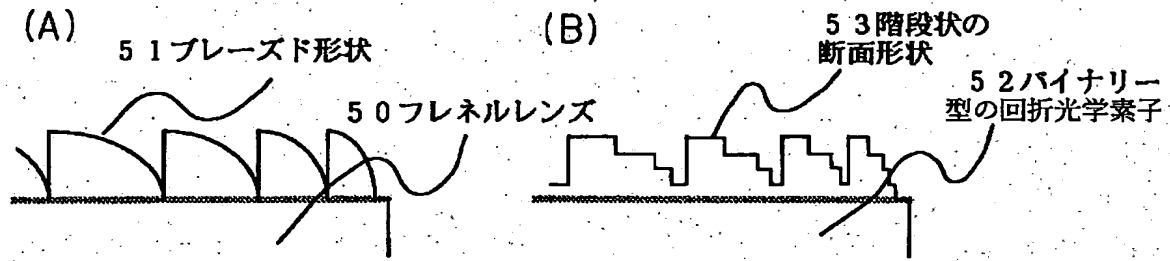 (A)
51ブレーズド形状
50フレネルレンズ
(B)
53階段状の
断面形状
52バイナリー
型の回折光学素子